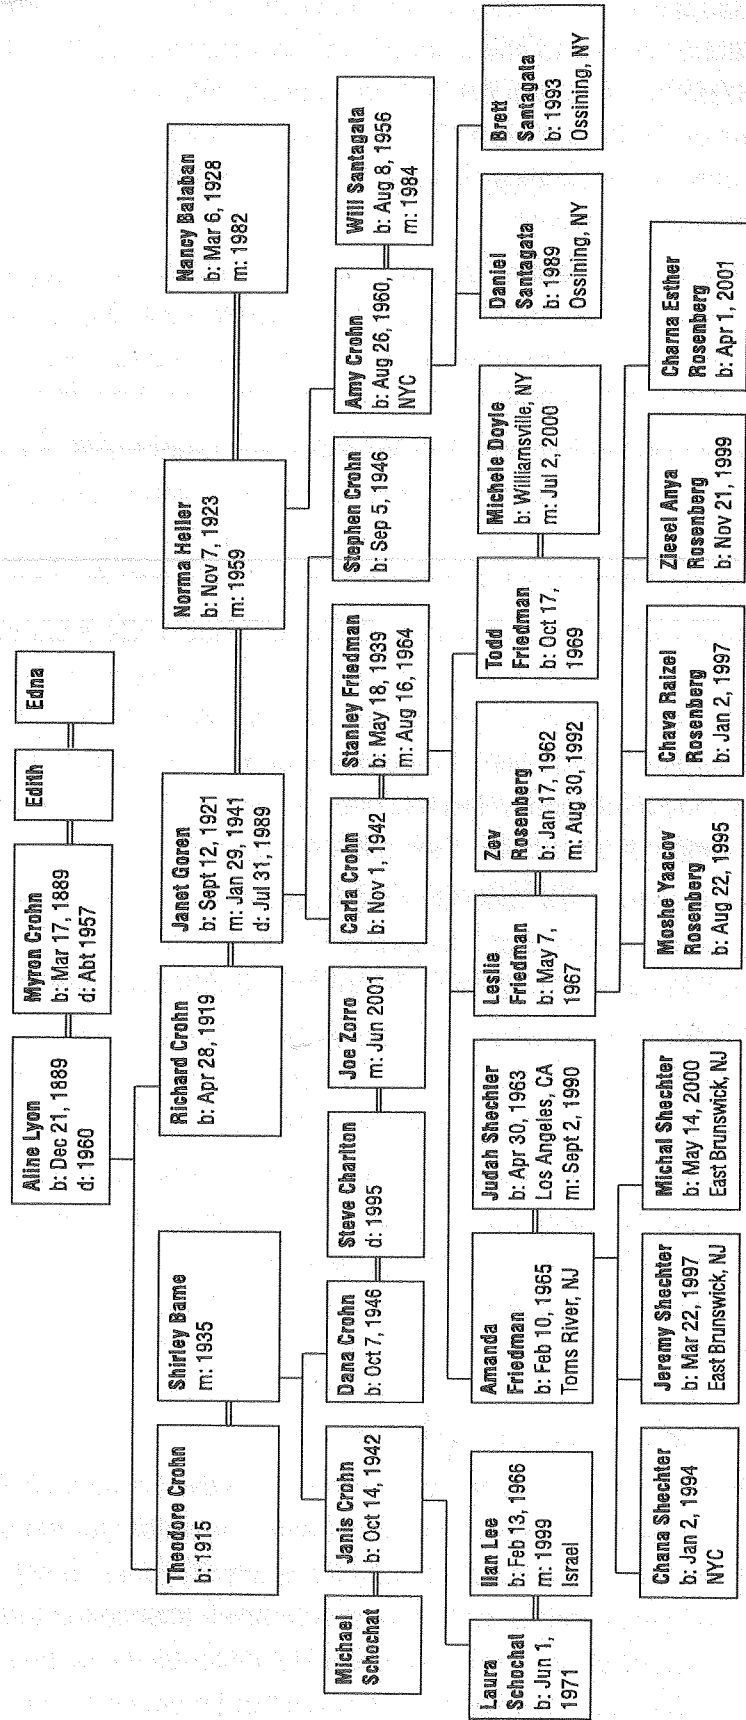 Aline Lyon
b: Dec 21, 1889
d: 1960
Myron Crohn
b: Mar 17, 1889
d: Abt 1957
Edith
Edna
Theodore Crohn
b: 1915
Shirley Bame
m: 1935
Richard Crohn
b: Apr 28, 1919
Janet Goren
b: Sept 12, 1921
m: Jan 29, 1941
d: Jul 31, 1989
Norma Heller
b: Nov 7, 1923
m: 1959
Nancy Balaban
b: Mar 6, 1928
m: 1982
Michael
Schochat
Janis Crohn
b: Oct 14, 1942
Dana Crohn
b: Oct 7, 1946
Steve Charlton
d: 1995
Joe Zorro
m: Jun 2001
Carla Crohn
b: Nov 1, 1942
Stanley Friedman
b: May 18, 1939
m: Aug 16, 1964
Stephen Crohn
b: Sep 5, 1946
Amy Crohn
b: Aug 26, 1960,
NYC
Will Santagata
b: Aug 8, 1956
m: 1984
Laura
Schochat
b: Jun 1,
1971
Ilan Lee
b: Feb 13, 1966
m: 1999
Israel
Amanda
Friedman
b: Feb 10, 1965
Toms River, NJ
Judah Shechter
b: Apr 30, 1963
Los Angeles, CA
m: Sept 2, 1990
Leslie
Friedman
b: May 7,
1967
Zev
Rosenberg
b: Jan 17, 1962
m: Aug 30, 1992
Todd
Friedman
b: Oct 17,
1969
Michele Doyle
b: Williamsville, NY
m: Jul 2, 2000
Daniel
Santagata
b: 1989
Ossining, NY
Brett
Santagata
b: 1993
Ossining, NY
Chana Shechter
b: Jan 2, 1994
NYC
Jeremy Shechter
b: Mar 22, 1997
East Brunswick, NJ
Michal Shechter
b: May 14, 2000
East Brunswick, NJ
Moshe Yaacov
Rosenberg
b: Aug 22, 1995
Chava Raizel
Rosenberg
b: Jan 2, 1997
Ziesel Anya
Rosenberg
b: Nov 21, 1999
Charna Esther
Rosenberg
b: Apr 1, 2001